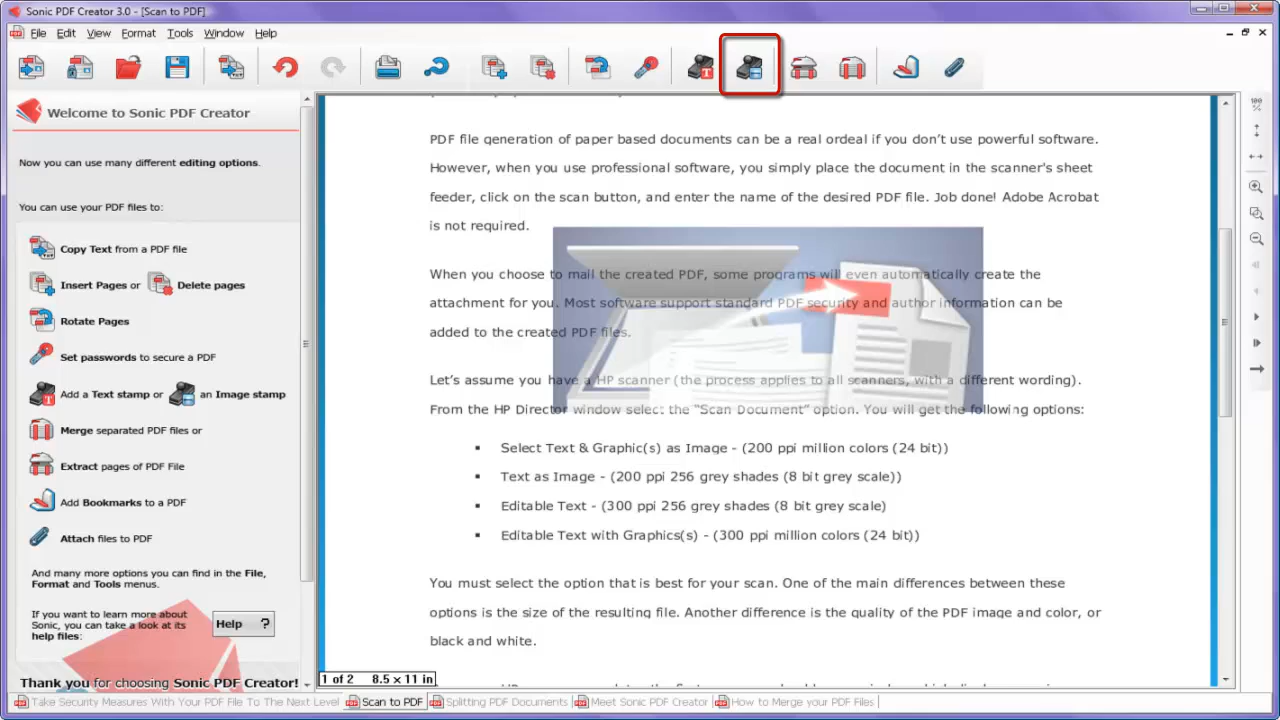 Sonic PDF Creator 3.0 - [Scan to PDF]
File Edit View Format Tools Window Help
Welcome to Sonic PDF Creator
Now you can use many different editing options.
You can use your PDF files to:
Copy Text from a PDF file
Insert Pages or Delete pages
Rotate Pages
Set passwords to secure a PDF
Add a Text stamp or an Image stamp
Merge separated PDF files or
Extract pages of PDF File
Add Bookmarks to a PDF
Attach files to PDF
And many more options you can find in the File,
Format and Tools menus.
If you want to learn more about
Sonic, you can take a look at its
help files:
Help ?
Thank you for choosing Sonic PDF Creator!
PDF file generation of paper based documents can be a real ordeal if you don’t use powerful software.
However, when you use professional software, you simply place the document in the scanner's sheet
feeder, click on the scan button, and enter the name of the desired PDF file. Job done! Adobe Acrobat
is not required.
When you choose to mail the created PDF, some programs will even automatically create the
attachment for you. Most software support standard PDF security and author information can be
added to the created PDF files.
Let’s assume you have a HP scanner (the process applies to all scanners, with a different wording).
From the HP Director window select the “Scan Document” option. You will get the following options:
▪ Select Text & Graphic(s) as Image - (200 ppi million colors (24 bit))
▪ Text as Image - (200 ppi 256 grey shades (8 bit grey scale))
▪ Editable Text - (300 ppi 256 grey shades (8 bit grey scale)
▪ Editable Text with Graphics(s) - (300 ppi million colors (24 bit))
You must select the option that is best for your scan. One of the main differences between these
options is the size of the resulting file. Another difference is the quality of the PDF image and color, or
black and white.
100 %
1 of 2 8.5 x 11 in
Take Security Measures With Your PDF File To The Next Level Scan to PDF Splitting PDF Documents Meet Sonic PDF Creator How to Merge your PDF Files